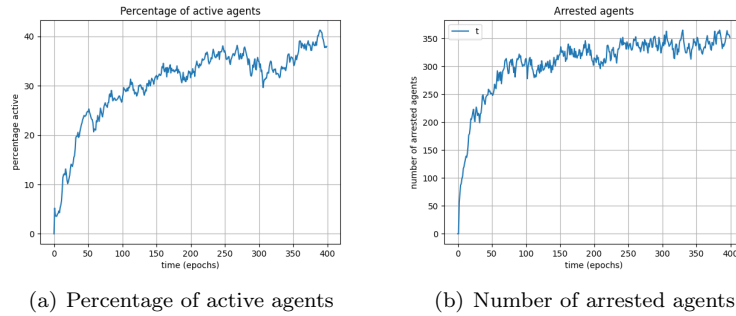 Percentage of active agents
percentage active
40
30
20
10
0
0 50 100 150 200 250 300 350 400
time (epochs)
(a) Percentage of active agents
Arrested agents
t
number of arrested agents
350
300
250
200
150
100
50
0
0 50 100 150 200 250 300 350 400
time (epochs)
(b) Number of arrested agents